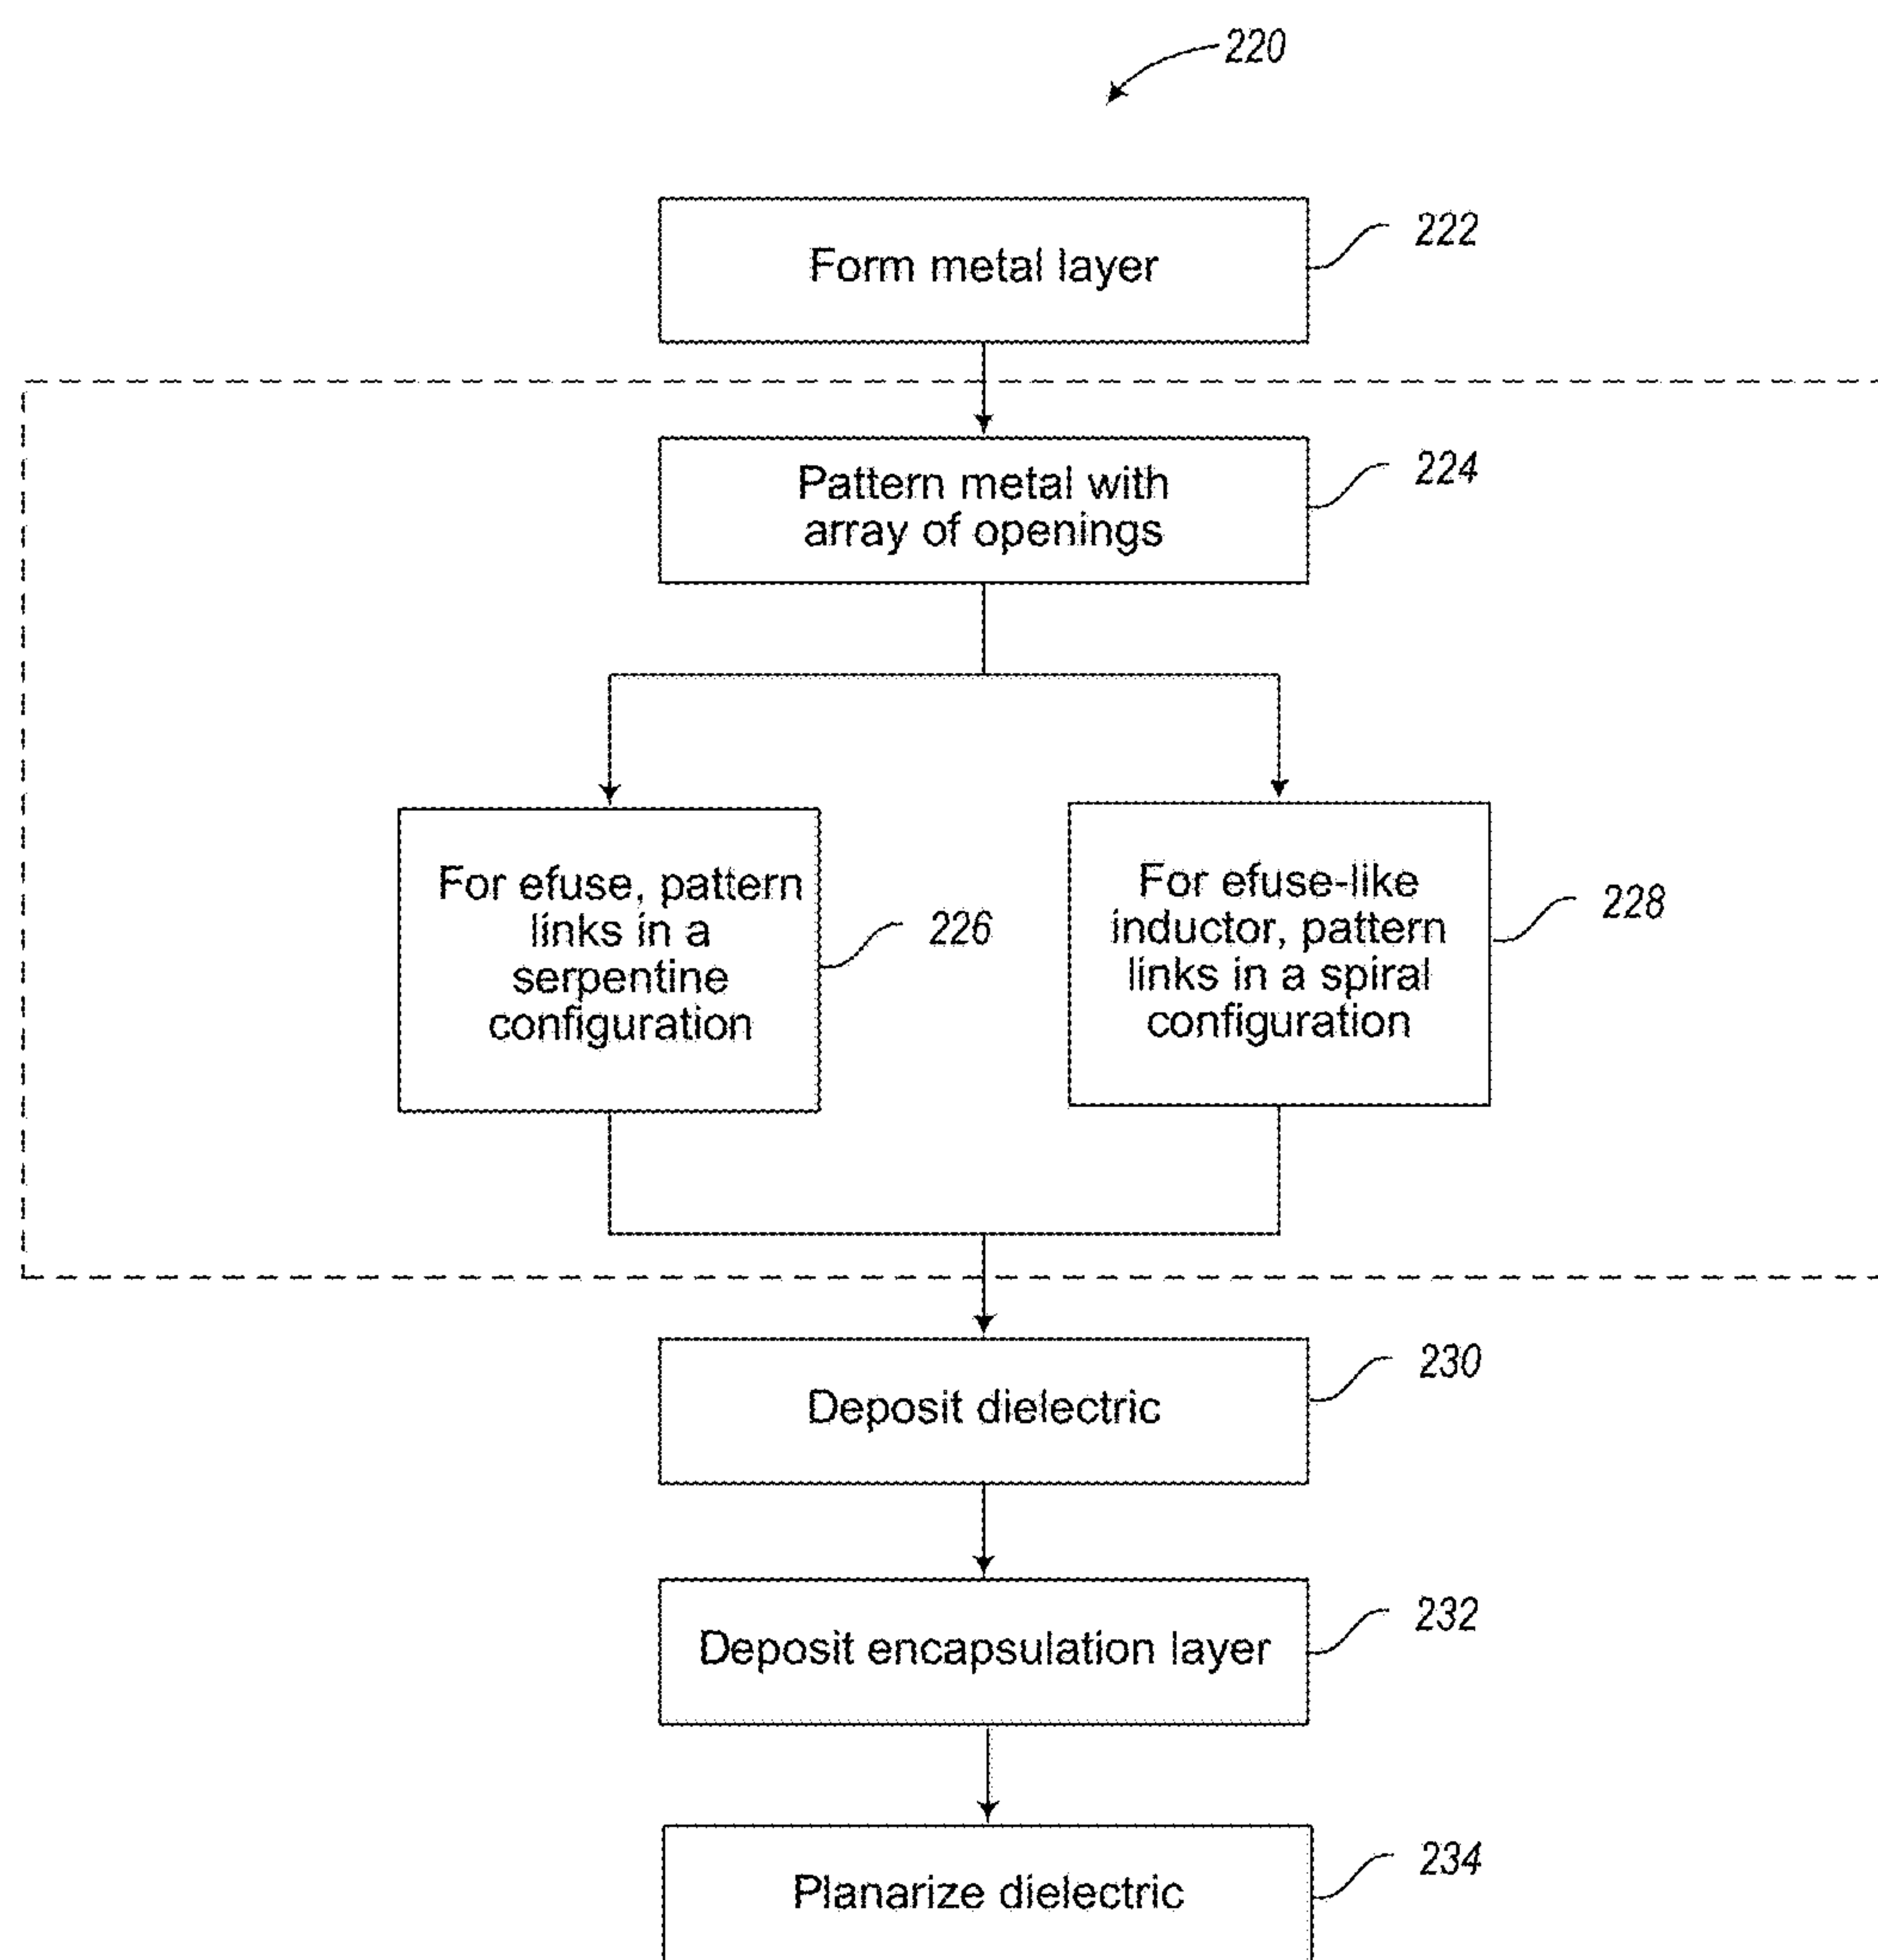 220
Form metal layer
222
Pattern metal with
array of openings
224
For efuse, pattern
links in a
serpentine
configuration
226
For efuse-like
inductor, pattern
links in a spiral
configuration
228
Deposit dielectric
230
Deposit encapsulation layer
232
Planarize dielectric
234